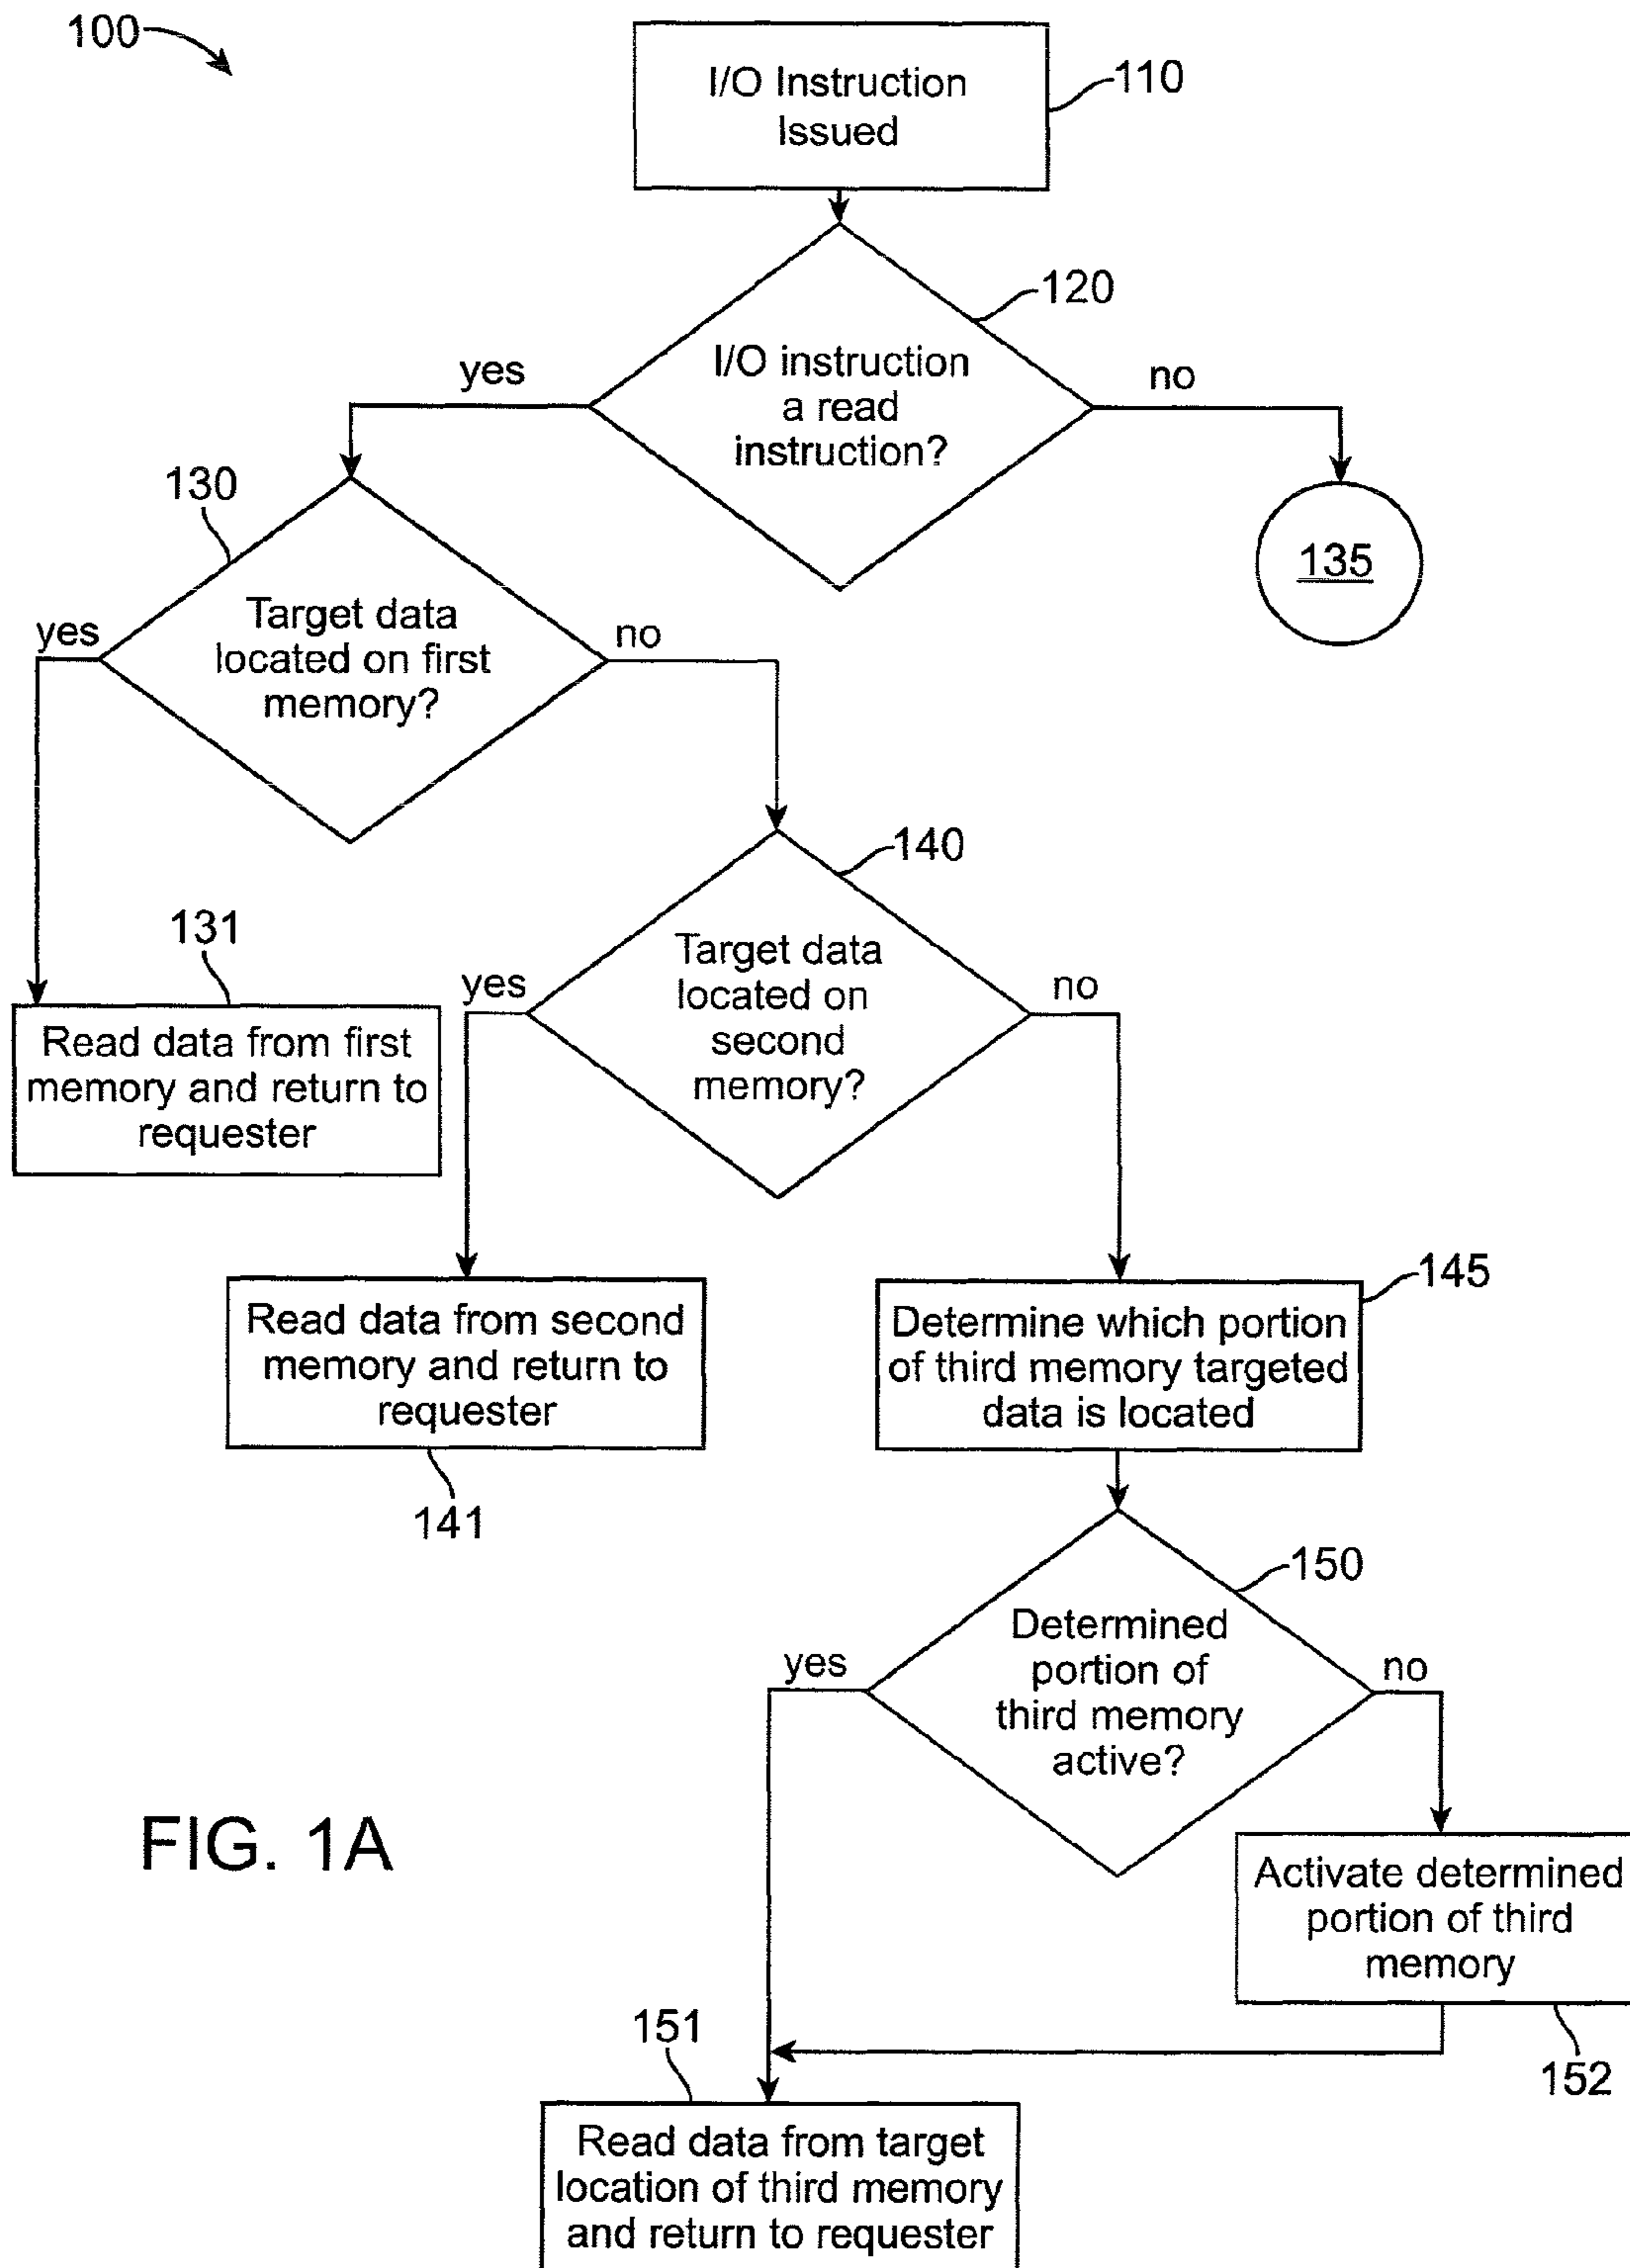 100
I/O Instruction
Issued
110
120
I/O instruction
a read
instruction?
yes
no
130
135
Target data
located on first
memory?
yes
no
140
131
Target data
located on
second
memory?
yes
no
Read data from first
memory and return to
requester
145
Read data from second
memory and return to
requester
Determine which portion
of third memory targeted
data is located
141
150
Determined
portion of
third memory
active?
yes
no
FIG. 1A
Activate determined
portion of third
memory
151
152
Read data from target
location of third memory
and return to requester